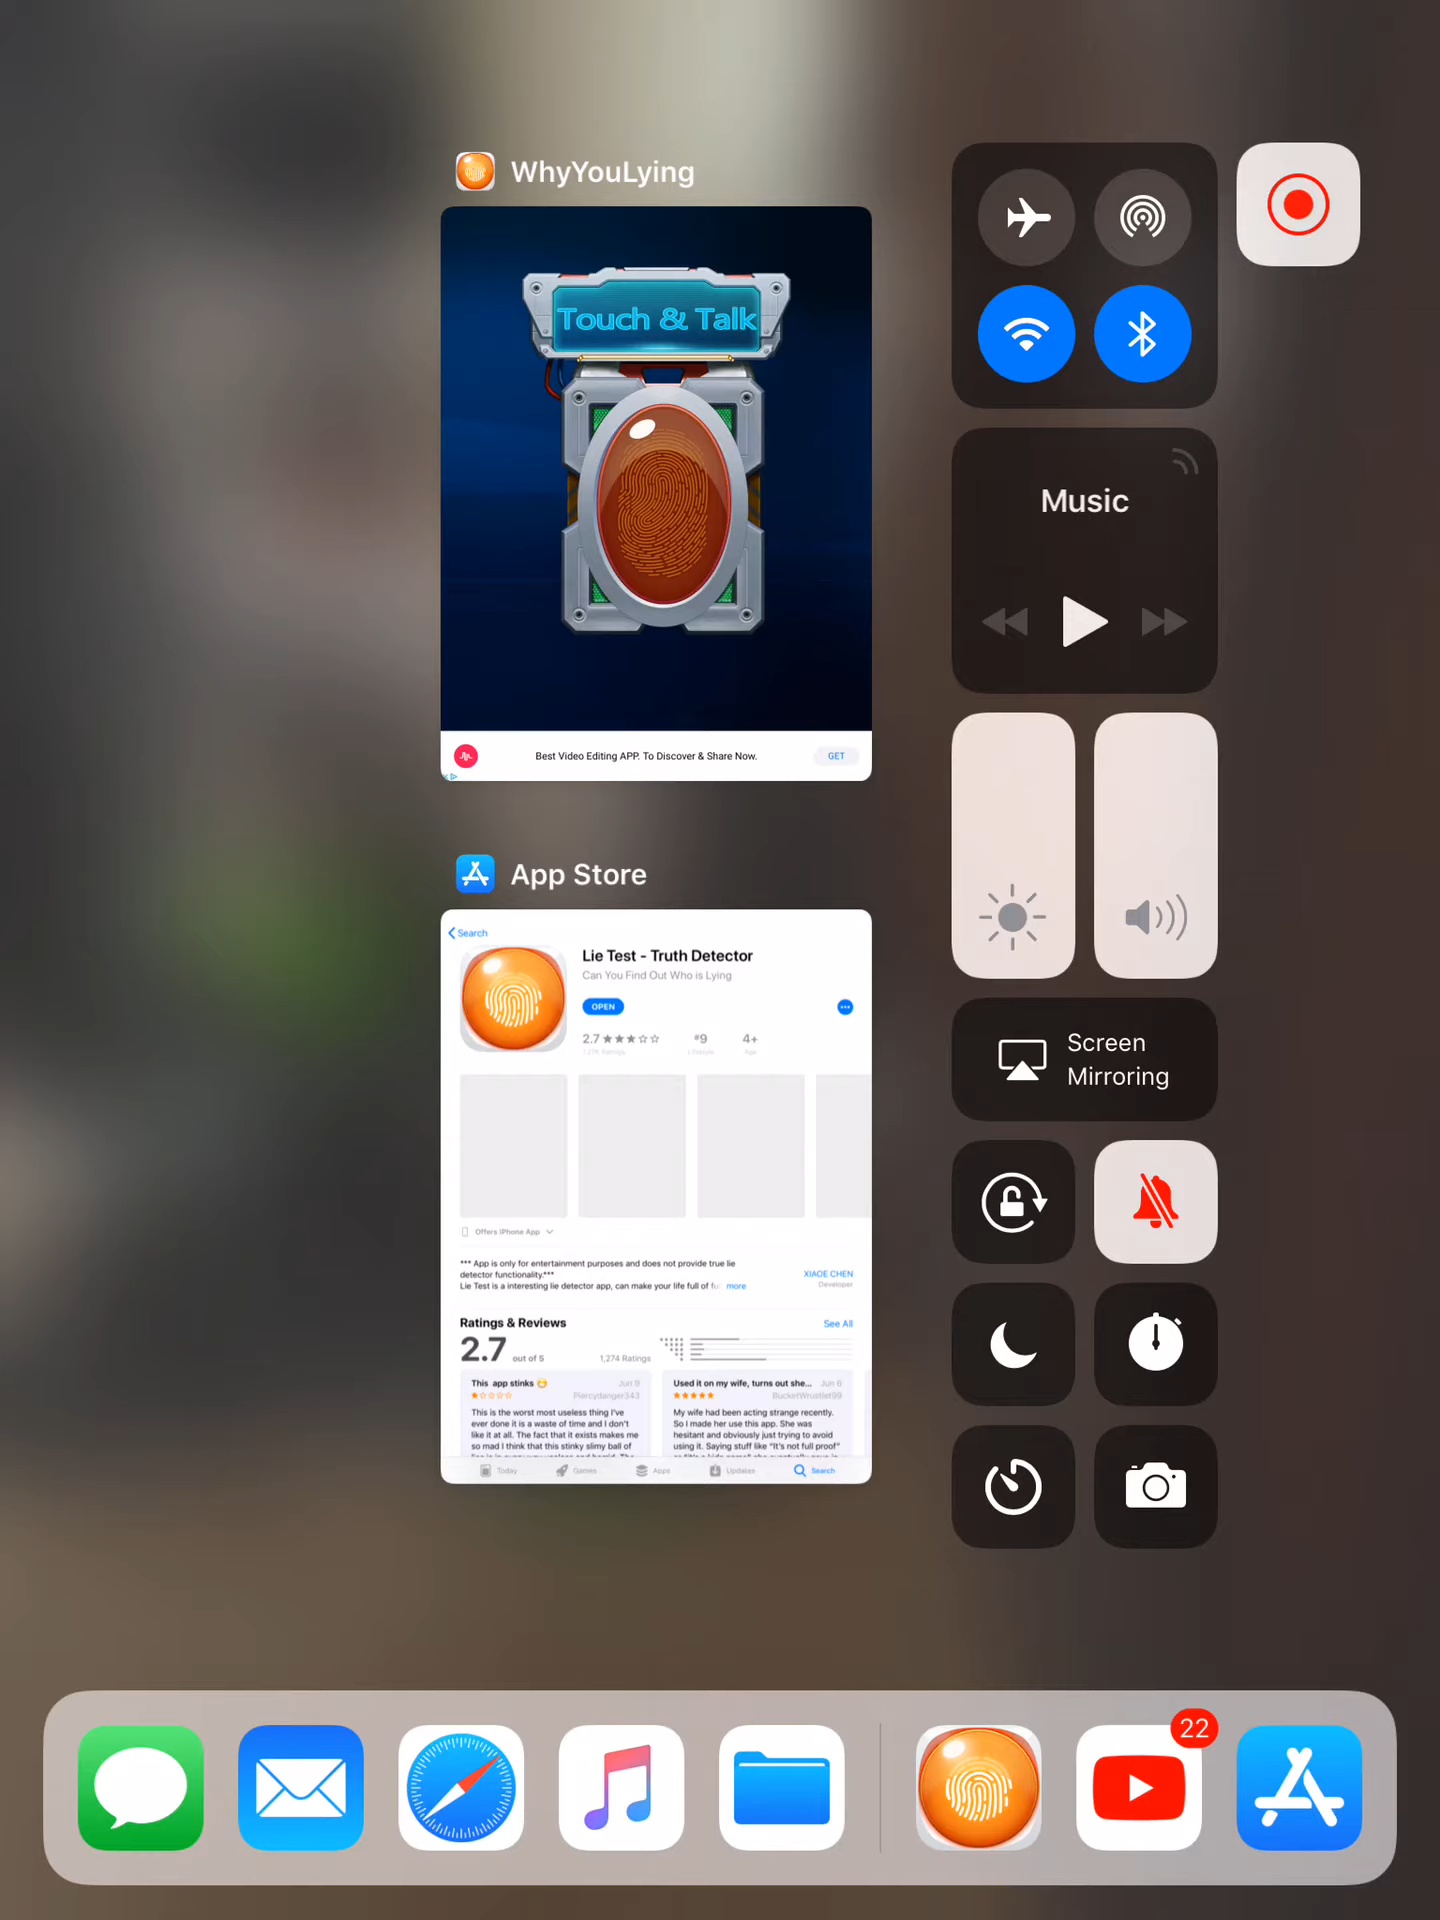 WhyYouLying
Touch & Talk
Best Video Editing APP. To Discover & Share Now.
GET
Music
App Store
Search
Lie Test - Truth Detector
Can You Find Out Who is Lying
OPEN
2.7 #9 4+
1.27K Ratings Lifestyle Age
Screen
Mirroring
Offers iPhone App
*** App is only for entertainment purposes and does not provide true lie
detector functionality.***
Lie Test is a interesting lie detector app, can make your life full of more
XIAOE CHEN
Developer
Ratings & Reviews
See All
2.7 out of 5
1,274 Ratings
This app stinks Jun 9
Piercydanger343
This is the worst most useless thing I've
ever done it is a waste of time and I don't
like it at all. The fact that it exists makes me
so mad I think that this stinky slimy ball of
Used it on my wife, turns out she... Jun 6
BucketWrustlet99
My wife had been acting strange recently.
So I made her use this app. She was
hesitant and obviously just trying to avoid
using it. Saying stuff like "It's not full proof"
Today
Games
Apps
Updates
Search
22